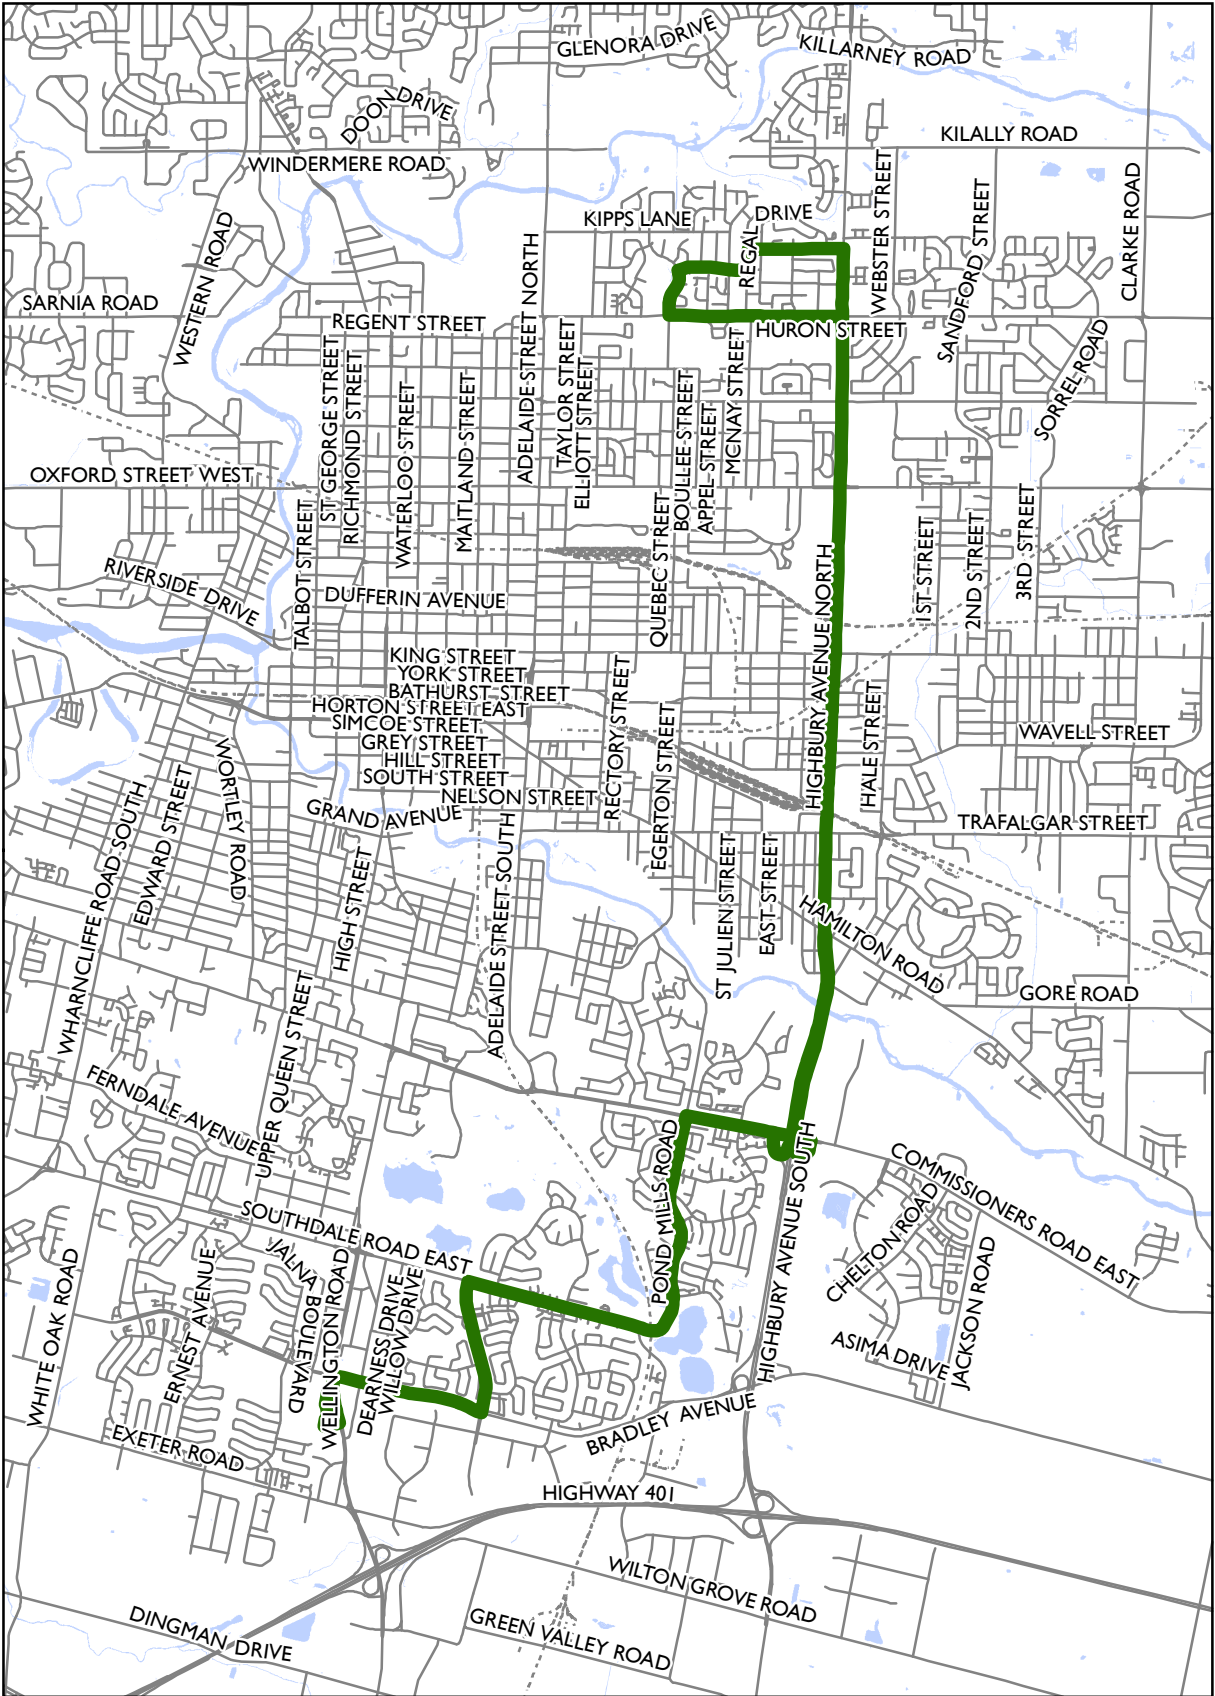 GLENORA DRIVE
KILLARNEY ROAD
DOON DRIVE
KILALLY ROAD
WINDERMERE ROAD
WEBSTER STREET
CLARKE ROAD
SANDFORD STREET
KIPPS LANE
REGAL DRIVE
WESTERN ROAD
ADELAIDE STREET NORTH
SARNIA ROAD
REGENT STREET
HURON STREET
SORREL ROAD
ST GEORGE STREET
RICHMOND STREET
WATERLOO STREET
MAITLAND STREET
TAYLOR STREET
ELLIOTT STREET
BOULLEE STREET
APPEL STREET
MCNAY STREET
OXFORD STREET WEST
TALBOT STREET
QUEBEC STREET
HIGHBURY AVENUE NORTH
1ST STREET
2ND STREET
3RD STREET
RIVERSIDE DRIVE
DUFFERIN AVENUE
KING STREET
YORK STREET
BATHURST STREET
HORTON STREET EAST
SIMCOE STREET
GREY STREET
HILL STREET
SOUTH STREET
NELSON STREET
GRAND AVENUE
RECTORY STREET
EGERTON STREET
HALE STREET
WAVELL STREET
TRAFALGAR STREET
WHARNCLIFFE ROAD SOUTH
EDWARD STREET
WORTLEY ROAD
HIGH STREET
ADELAIDE STREET SOUTH
ST JULIEN STREET
EAST STREET
HAMILTON ROAD
GORE ROAD
UPPER QUEEN STREET
FERNDALE AVENUE
POND MILLS ROAD
HIGHBURY AVENUE SOUTH
COMMISSIONERS ROAD EAST
CHELTON ROAD
JACKSON ROAD
ASIMA DRIVE
SOUTHDALE ROAD EAST
WHITE OAK ROAD
ERNEST AVENUE
JALNA BOULEVARD
WELLINGTON ROAD
DEARNESS DRIVE
WILLOW DRIVE
BRADLEY AVENUE
EXETER ROAD
HIGHWAY 401
WILTON GROVE ROAD
DINGMAN DRIVE
GREEN VALLEY ROAD